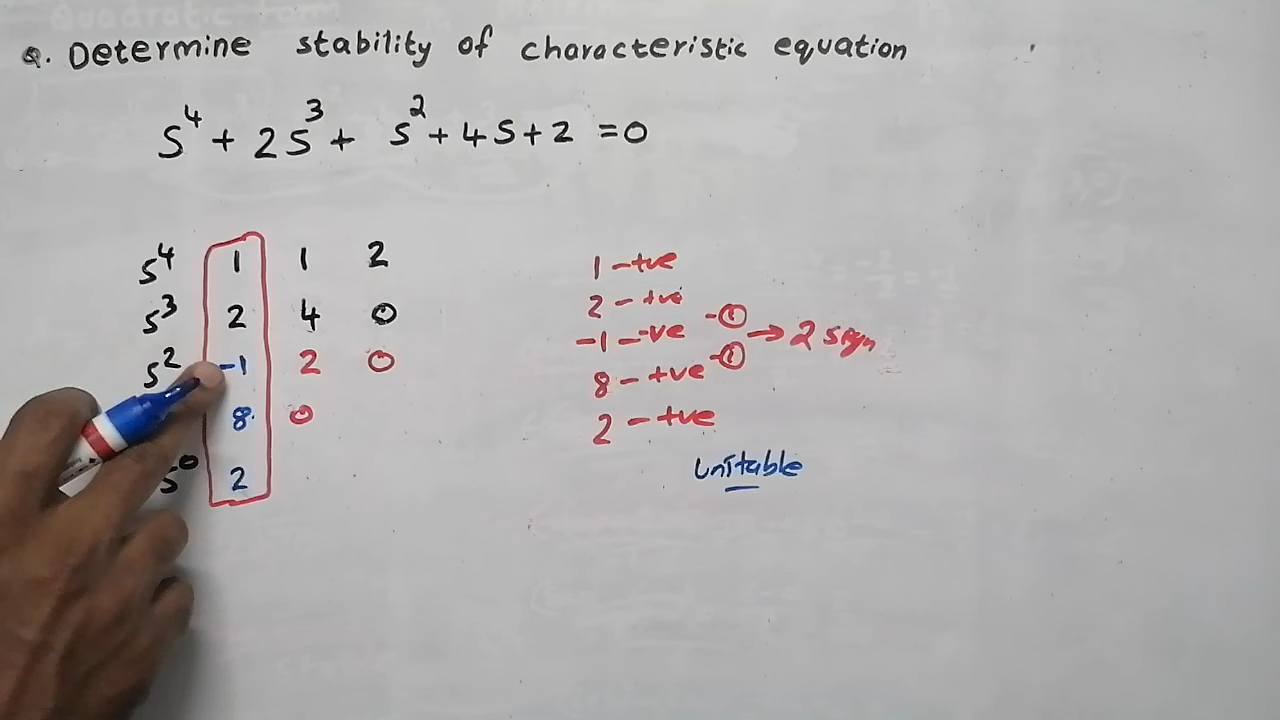 Q. Determine stability of characteristic equation
S⁴ + 2S³ + S² + 4S + 2 = 0
S⁴ 1 1 2
S³ 2 4 0
S² -1 2 0
8 0
S⁰ 2
1 - +ve
2 - +ve
-1 - -ve - ①
8 - +ve - ① → 2 sign
2 - +ve
unstable